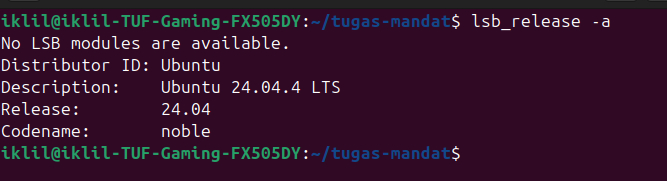 iklil@iklil-TUF-Gaming-FX505DY:~/tugas-mandat$ lsb_release -a
No LSB modules are available.
Distributor ID: Ubuntu
Description:    Ubuntu 24.04.4 LTS
Release:        24.04
Codename:       noble
iklil@iklil-TUF-Gaming-FX505DY:~/tugas-mandat$